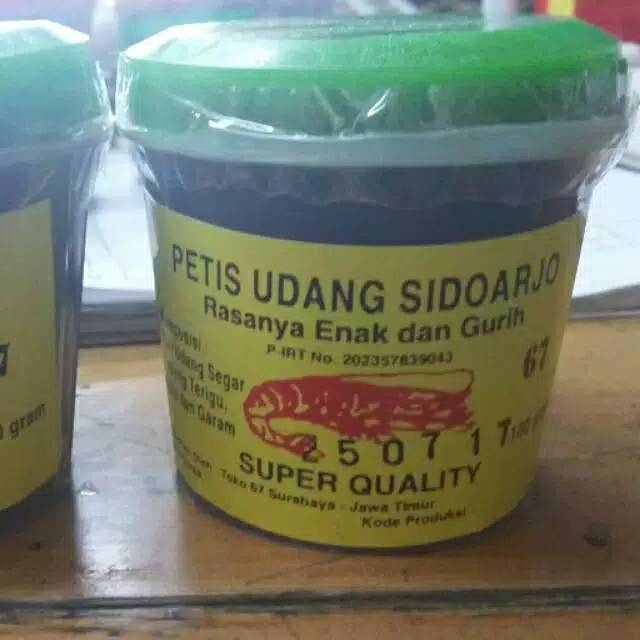 PETIS UDANG SIDOARJO
Rasanya Enak dan Gurih
P-IRT No. 202357839043
67
Segar
Terigu,
dan Garam
250717
SUPER QUALITY
Toko 67 Surabaya - Jawa Timur
Kode Produksi
gram